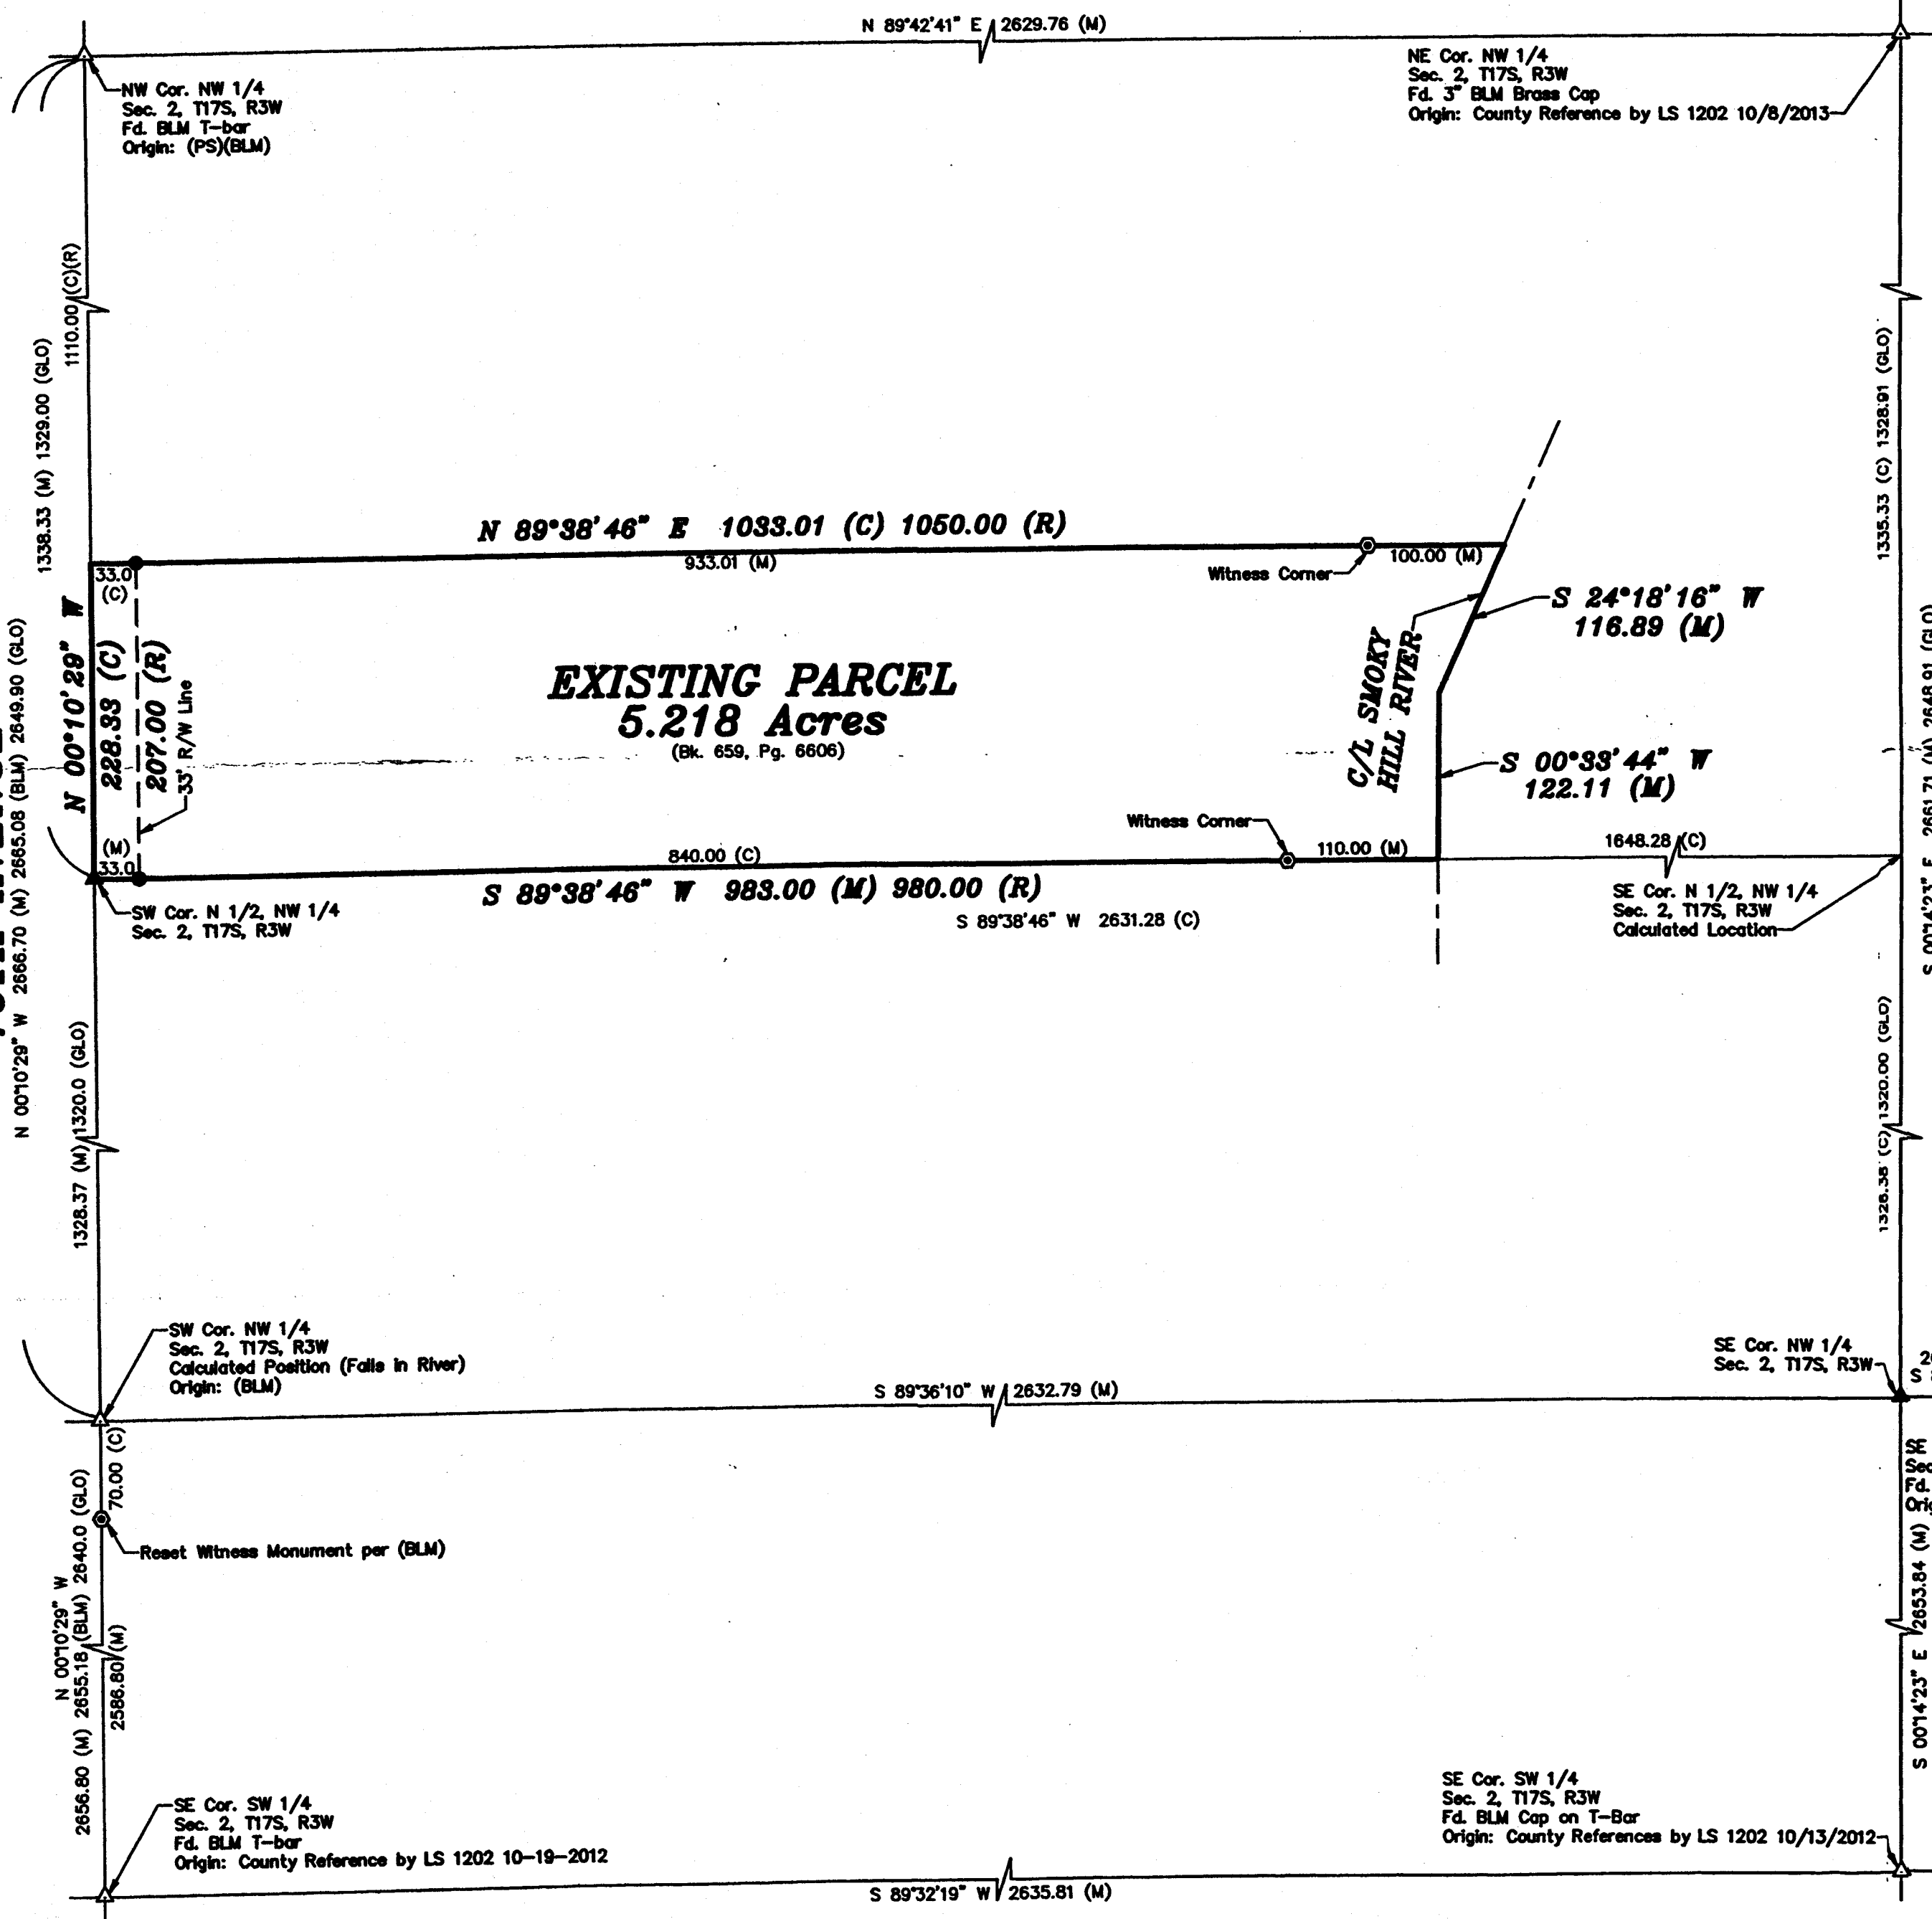 N 89°42'41" E 2629.76 (M)
NW Cor. NW 1/4
Sec. 2, T17S, R3W
Fd. BLM T-bar
Origin: (PS)(BLM)
NE Cor. NW 1/4
Sec. 2, T17S, R3W
Fd. 3" BLM Brass Cap
Origin: County Reference by LS 1202 10/8/2013
1110.00 (C)(R)
1338.33 (M) 1329.00 (GLO)
1335.33 (C) 1328.91 (GLO)
N 89°38'46" E 1033.01 (C) 1050.00 (R)
933.01 (M)
Witness Corner
100.00 (M)
33.0
(C)
N 00°10'29" W
228.33 (C)
207.00 (R)
33' R/W Line
EXISTING PARCEL
5.218 Acres
(Bk. 659, Pg. 6606)
C/L SMOKY
HILL RIVER
S 24°18'16" W
116.89 (M)
S 00°33'44" W
122.11 (M)
N 00°10'29" W 2666.70 (M) 2665.08 (BLM) 2649.90 (GLO)
S 00°14'23" E 2661.71 (M) 2648.91 (GLO)
(M)
33.0
840.00 (C)
Witness Corner
110.00 (M)
1648.28 (C)
S 89°38'46" W 983.00 (M) 980.00 (R)
S 89°38'46" W 2631.28 (C)
SW Cor. N 1/2, NW 1/4
Sec. 2, T17S, R3W
SE Cor. N 1/2, NW 1/4
Sec. 2, T17S, R3W
Calculated Location
1328.37 (M) 1320.0 (GLO)
1326.38 (C) 1320.00 (GLO)
SW Cor. NW 1/4
Sec. 2, T17S, R3W
Calculated Position (Falls in River)
Origin: (BLM)
SE Cor. NW 1/4
Sec. 2, T17S, R3W
S 89°36'10" W 2632.79 (M)
70.00 (C)
Reset Witness Monument per (BLM)
SE
Sec
Fd.
Orig
N 00°10'29" W
2656.80 (M) 2655.18 (BLM) 2640.0 (GLO)
2586.80 (M)
S 00°14'23" E 2653.84 (M)
SE Cor. SW 1/4
Sec. 2, T17S, R3W
Fd. BLM T-bar
Origin: County Reference by LS 1202 10-19-2012
SE Cor. SW 1/4
Sec. 2, T17S, R3W
Fd. BLM Cap on T-Bar
Origin: County References by LS 1202 10/13/2012
S 89°32'19" W 2635.81 (M)